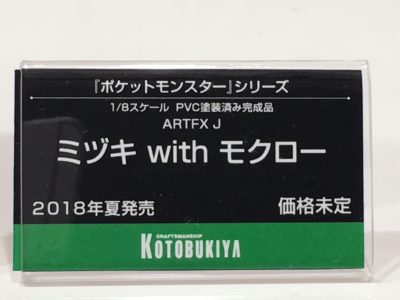 『ポケットモンスター』シリーズ
1/8スケール PVC塗装済み完成品
ARTFX J
ミヅキ with モクロー
2018年夏発売 価格未定
CRAFTSMANSHIP
KOTOBUKIYA